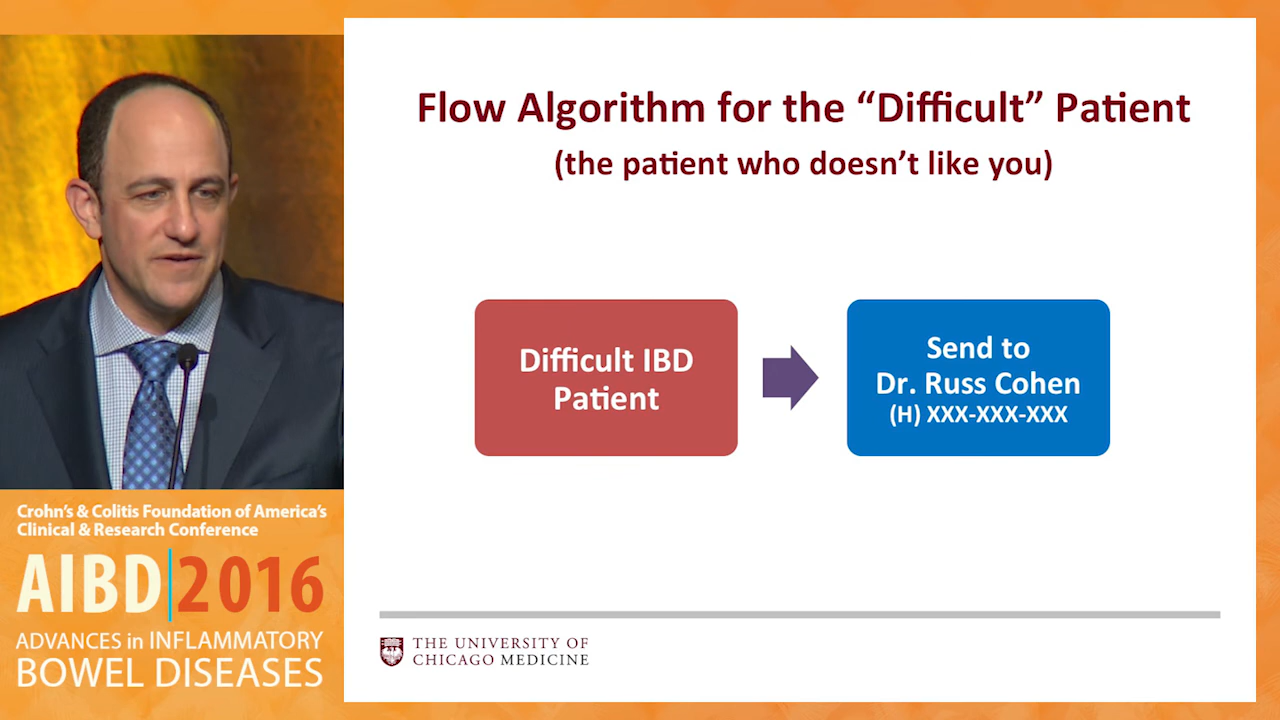 Flow Algorithm for the “Difficult” Patient
(the patient who doesn’t like you)
Difficult IBD
Patient
Send to
Dr. Russ Cohen
(H) XXX-XXX-XXX
THE UNIVERSITY OF
CHICAGO MEDICINE
Crohn’s & Colitis Foundation of America’s
Clinical & Research Conference
AIBD|2016
ADVANCES in INFLAMMATORY
BOWEL DISEASES